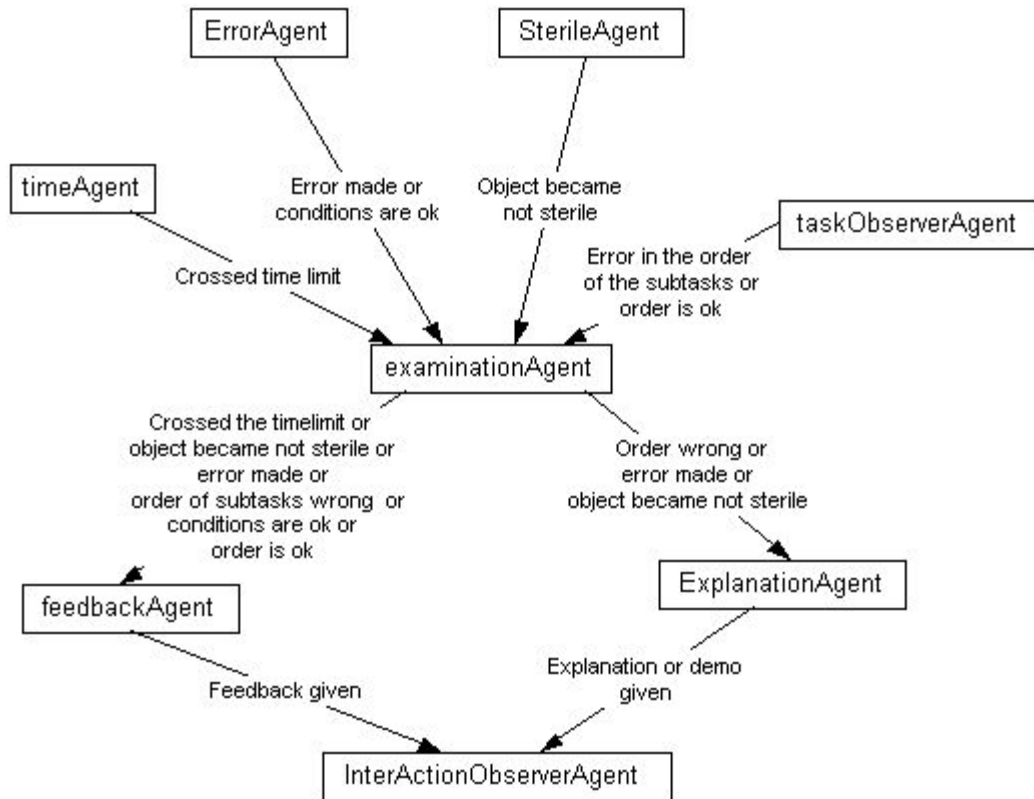 ErrorAgent
SterileAgent
timeAgent
Error made or
conditions are ok
Object became
not sterile
taskObserverAgent
Crossed time limit
Error in the order
of the subtasks or
order is ok
examinationAgent
Crossed the timelimit or
object became not sterile or
error made or
order of subtasks wrong or
conditions are ok or
order is ok
Order wrong or
error made or
object became not sterile
feedbackAgent
ExplanationAgent
Feedback given
Explanation or demo
given
InterActionObserverAgent